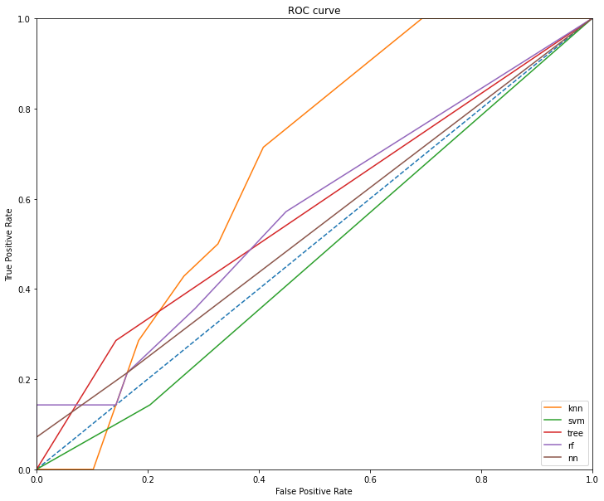 ROC curve
True Positive Rate
1.0
0.8
0.6
0.4
0.2
0.0
0.0 0.2 0.4 0.6 0.8 1.0
False Positive Rate
knn
svm
tree
rf
nn